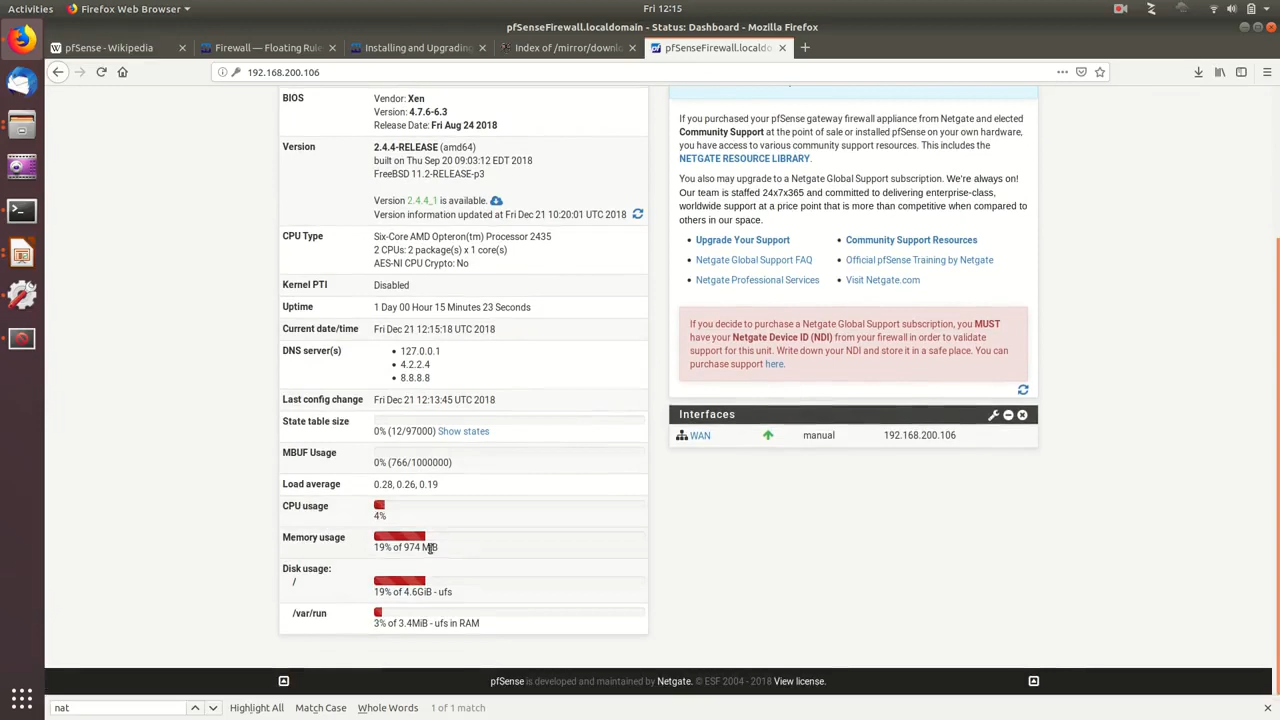 Activities
Firefox Web Browser
Fri 12:15
pfSenseFirewall.localdomain - Status: Dashboard - Mozilla Firefox
pfSense - Wikipedia
Firewall — Floating Rule
Installing and Upgrading
Index of /mirror/downlo
pfSenseFirewall.localdo
192.168.200.106
BIOS
Vendor: Xen
Version: 4.7.6-6.3
Release Date: Fri Aug 24 2018
Version
2.4.4-RELEASE (amd64)
built on Thu Sep 20 09:03:12 EDT 2018
FreeBSD 11.2-RELEASE-p3
Version 2.4.4_1 is available.
Version information updated at Fri Dec 21 10:20:01 UTC 2018
CPU Type
Six-Core AMD Opteron(tm) Processor 2435
2 CPUs: 2 package(s) x 1 core(s)
AES-NI CPU Crypto: No
Kernel PTI
Disabled
Uptime
1 Day 00 Hour 15 Minutes 23 Seconds
Current date/time
Fri Dec 21 12:15:18 UTC 2018
DNS server(s)
127.0.0.1
4.2.2.4
8.8.8.8
Last config change
Fri Dec 21 12:13:45 UTC 2018
State table size
0% (12/97000) Show states
MBUF Usage
0% (766/1000000)
Load average
0.28, 0.26, 0.19
CPU usage
4%
Memory usage
19% of 974 MiB
Disk usage:
/
19% of 4.6GiB - ufs
/var/run
3% of 3.4MiB - ufs in RAM
If you purchased your pfSense gateway firewall appliance from Netgate and elected
Community Support at the point of sale or installed pfSense on your own hardware,
you have access to various community support resources. This includes the
NETGATE RESOURCE LIBRARY.
You also may upgrade to a Netgate Global Support subscription. We're always on!
Our team is staffed 24x7x365 and committed to delivering enterprise-class,
worldwide support at a price point that is more than competitive when compared to
others in our space.
Upgrade Your Support
Community Support Resources
Netgate Global Support FAQ
Official pfSense Training by Netgate
Netgate Professional Services
Visit Netgate.com
If you decide to purchase a Netgate Global Support subscription, you MUST
have your Netgate Device ID (NDI) from your firewall in order to validate
support for this unit. Write down your NDI and store it in a safe place. You can
purchase support here.
Interfaces
WAN
manual
192.168.200.106
pfSense is developed and maintained by Netgate. © ESF 2004 - 2018 View license.
nat
Highlight All
Match Case
Whole Words
1 of 1 match